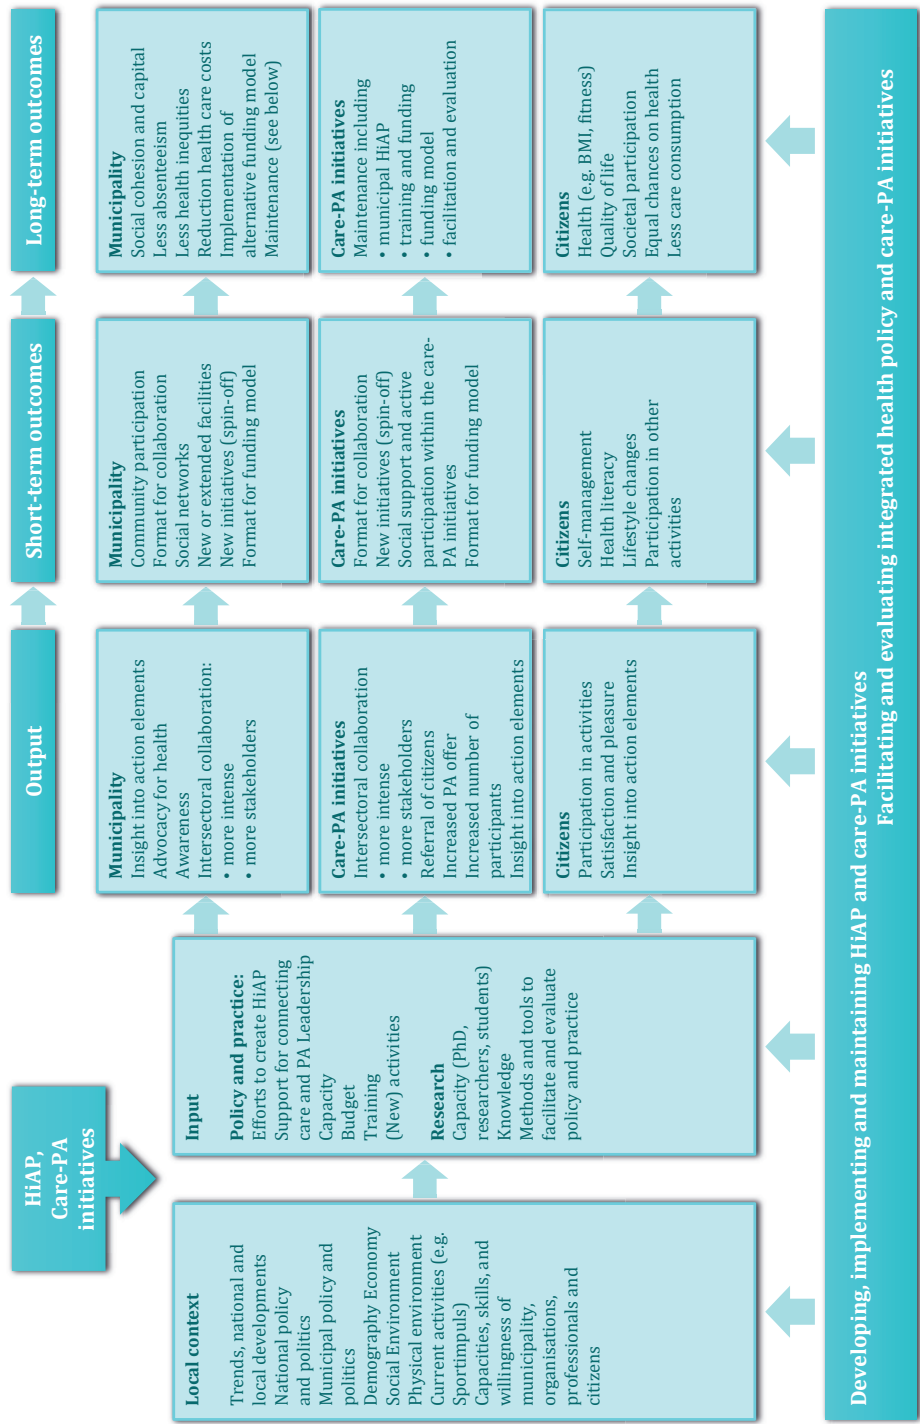 HiAP,
Care-PA
initiatives
Output
Short-term outcomes
Long-term outcomes
Local context
Trends, national and
local developments
National policy
and politics
Municipal policy and
politics
Demography Economy
Social Environment
Physical environment
Current activities (e.g.
Sportimpuls)
Capacities, skills, and
willingness of
municipality,
organisations,
professionals and
citizens
Input
Policy and practice:
Efforts to create HiAP
Support for connecting
care and PA Leadership
Capacity
Budget
Training
(New) activities
Research
Capacity (PhD,
researchers, students)
Knowledge
Methods and tools to
facilitate and evaluate
policy and practice
Municipality
Insight into action elements
Advocacy for health
Awareness
Intersectoral collaboration:
• more intense
• more stakeholders
Municipality
Community participation
Format for collaboration
Social networks
New or extended facilities
New initiatives (spin-off)
Format for funding model
Municipality
Social cohesion and capital
Less absenteeism
Less health inequities
Reduction health care costs
Implementation of
alternative funding model
Maintenance (see below)
Care-PA initiatives
Intersectoral collaboration
• more intense
• more stakeholders
Referral of citizens
Increased PA offer
Increased number of
participants
Insight into action elements
Care-PA initiatives
Format for collaboration
New initiatives (spin-off)
Social support and active
participation within the care-
PA initiatives
Format for funding model
Care-PA initiatives
Maintenance including
• municipal HiAP
• training and funding
• funding model
• facilitation and evaluation
Citizens
Participation in activities
Satisfaction and pleasure
Insight into action elements
Citizens
Self-management
Health literacy
Lifestyle changes
Participation in other
activities
Citizens
Health (e.g. BMI, fitness)
Quality of life
Societal participation
Equal chances on health
Less care consumption
Developing, implementing and maintaining HiAP and care-PA initiatives
Facilitating and evaluating integrated health policy and care-PA initiatives